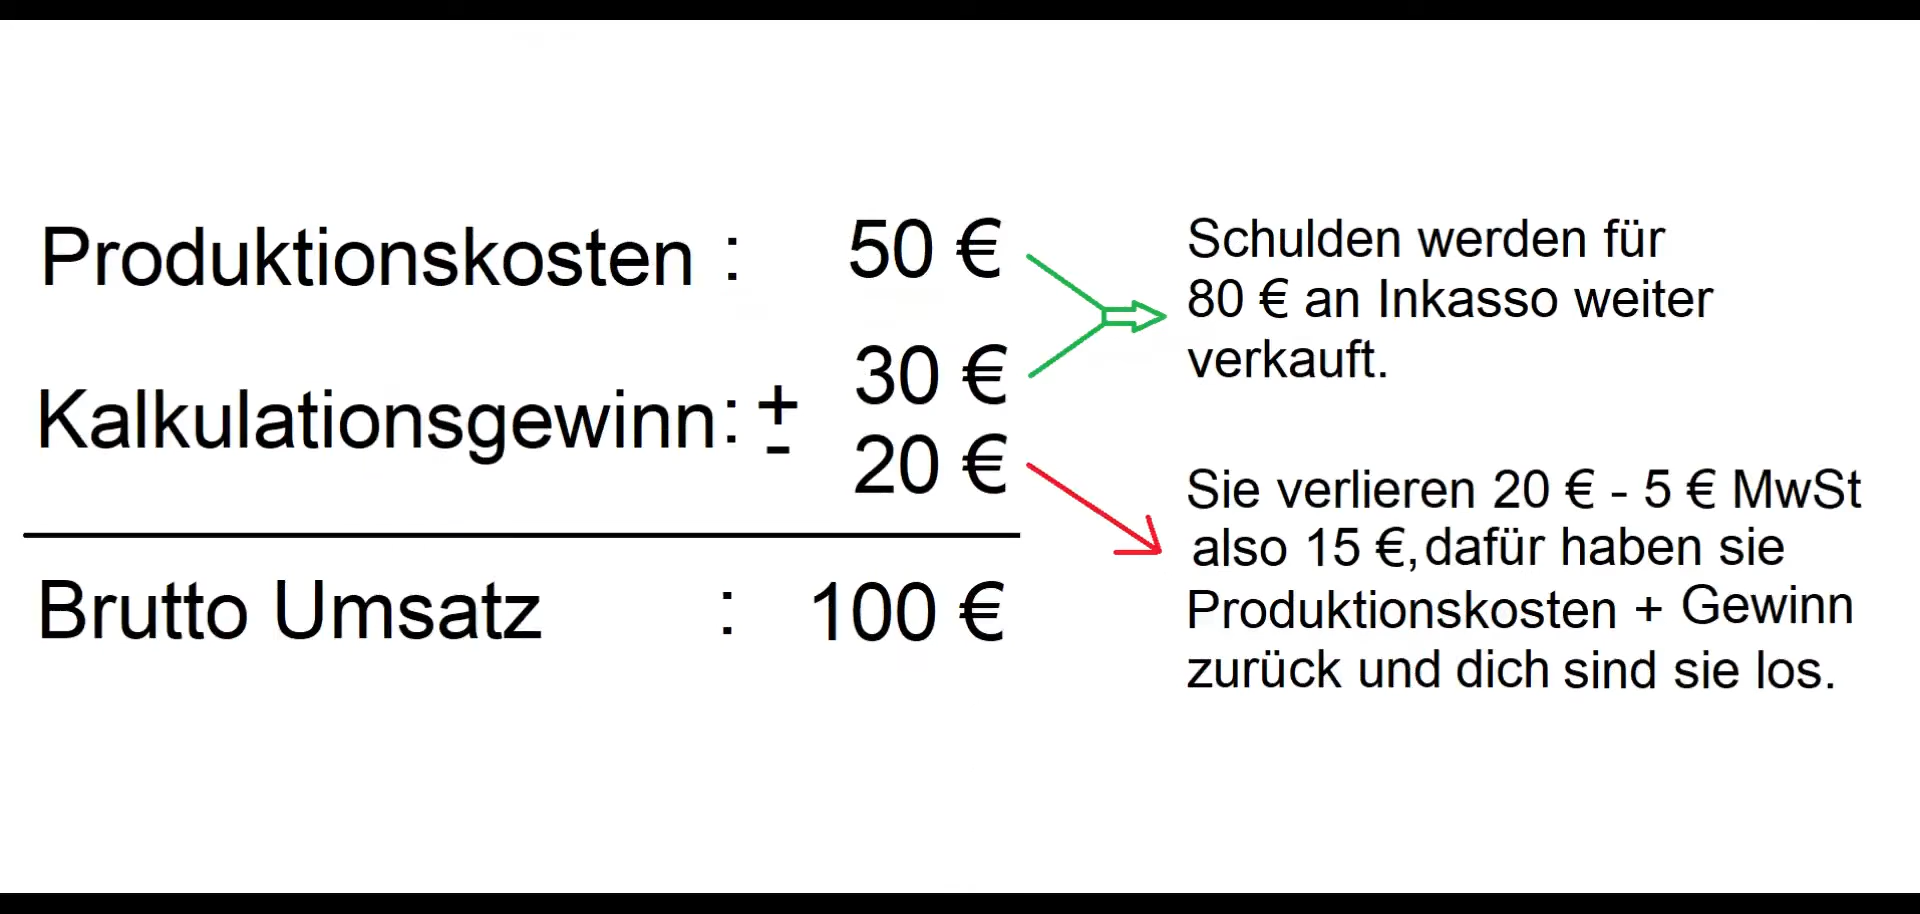 Produktionskosten : 50 €
Kalkulationsgewinn: + 30 €
- 20 €
Brutto Umsatz : 100 €
Schulden werden für
80 € an Inkasso weiter
verkauft.
Sie verlieren 20 € - 5 € MwSt
also 15 €, dafür haben sie
Produktionskosten + Gewinn
zurück und dich sind sie los.